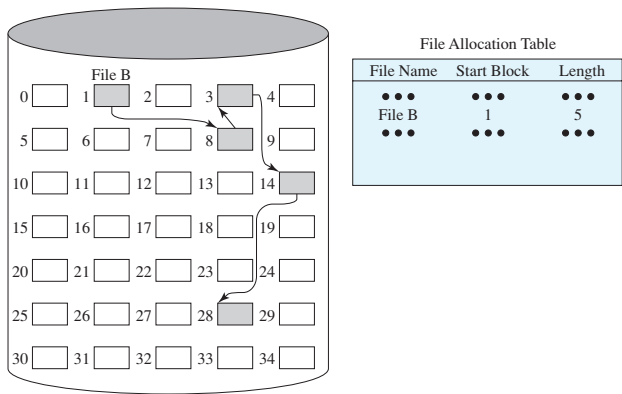 File B
0 1 2 3 4
5 6 7 8 9
10 11 12 13 14
15 16 17 18 19
20 21 22 23 24
25 26 27 28 29
30 31 32 33 34
File Allocation Table
File Name Start Block Length
••• ••• •••
File B 1 5
••• ••• •••